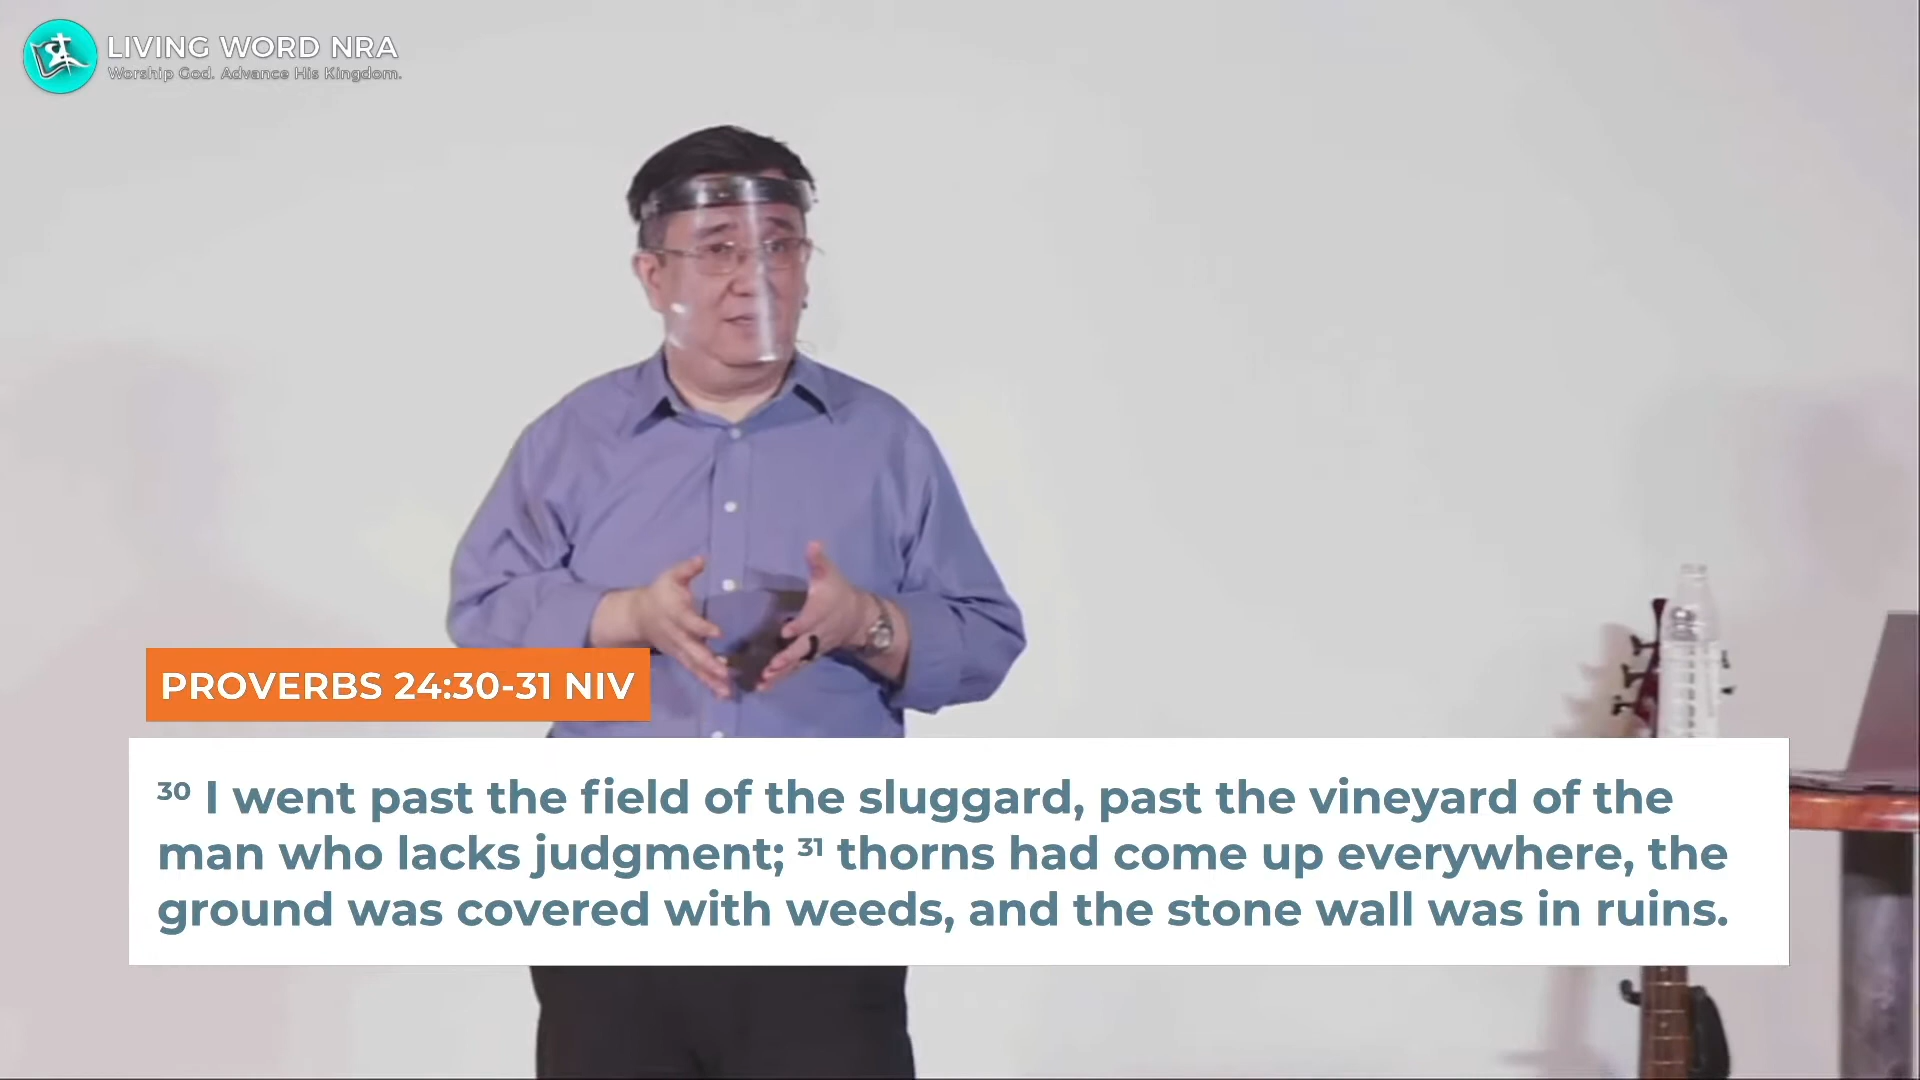 LIVING WORD NRA
Worship God. Advance His Kingdom.
PROVERBS 24:30-31 NIV
³⁰ I went past the field of the sluggard, past the vineyard of the
man who lacks judgment; ³¹ thorns had come up everywhere, the
ground was covered with weeds, and the stone wall was in ruins.